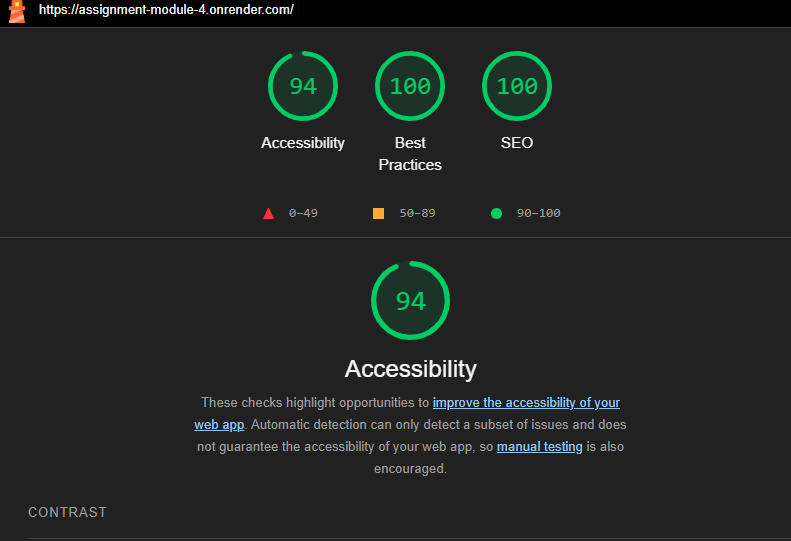 https://assignment-module-4.onrender.com/
94
100
100
Accessibility
Best
Practices
SEO
0–49
50–89
90–100
94
Accessibility
These checks highlight opportunities to improve the accessibility of your
web app. Automatic detection can only detect a subset of issues and does
not guarantee the accessibility of your web app, so manual testing is also
encouraged.
CONTRAST